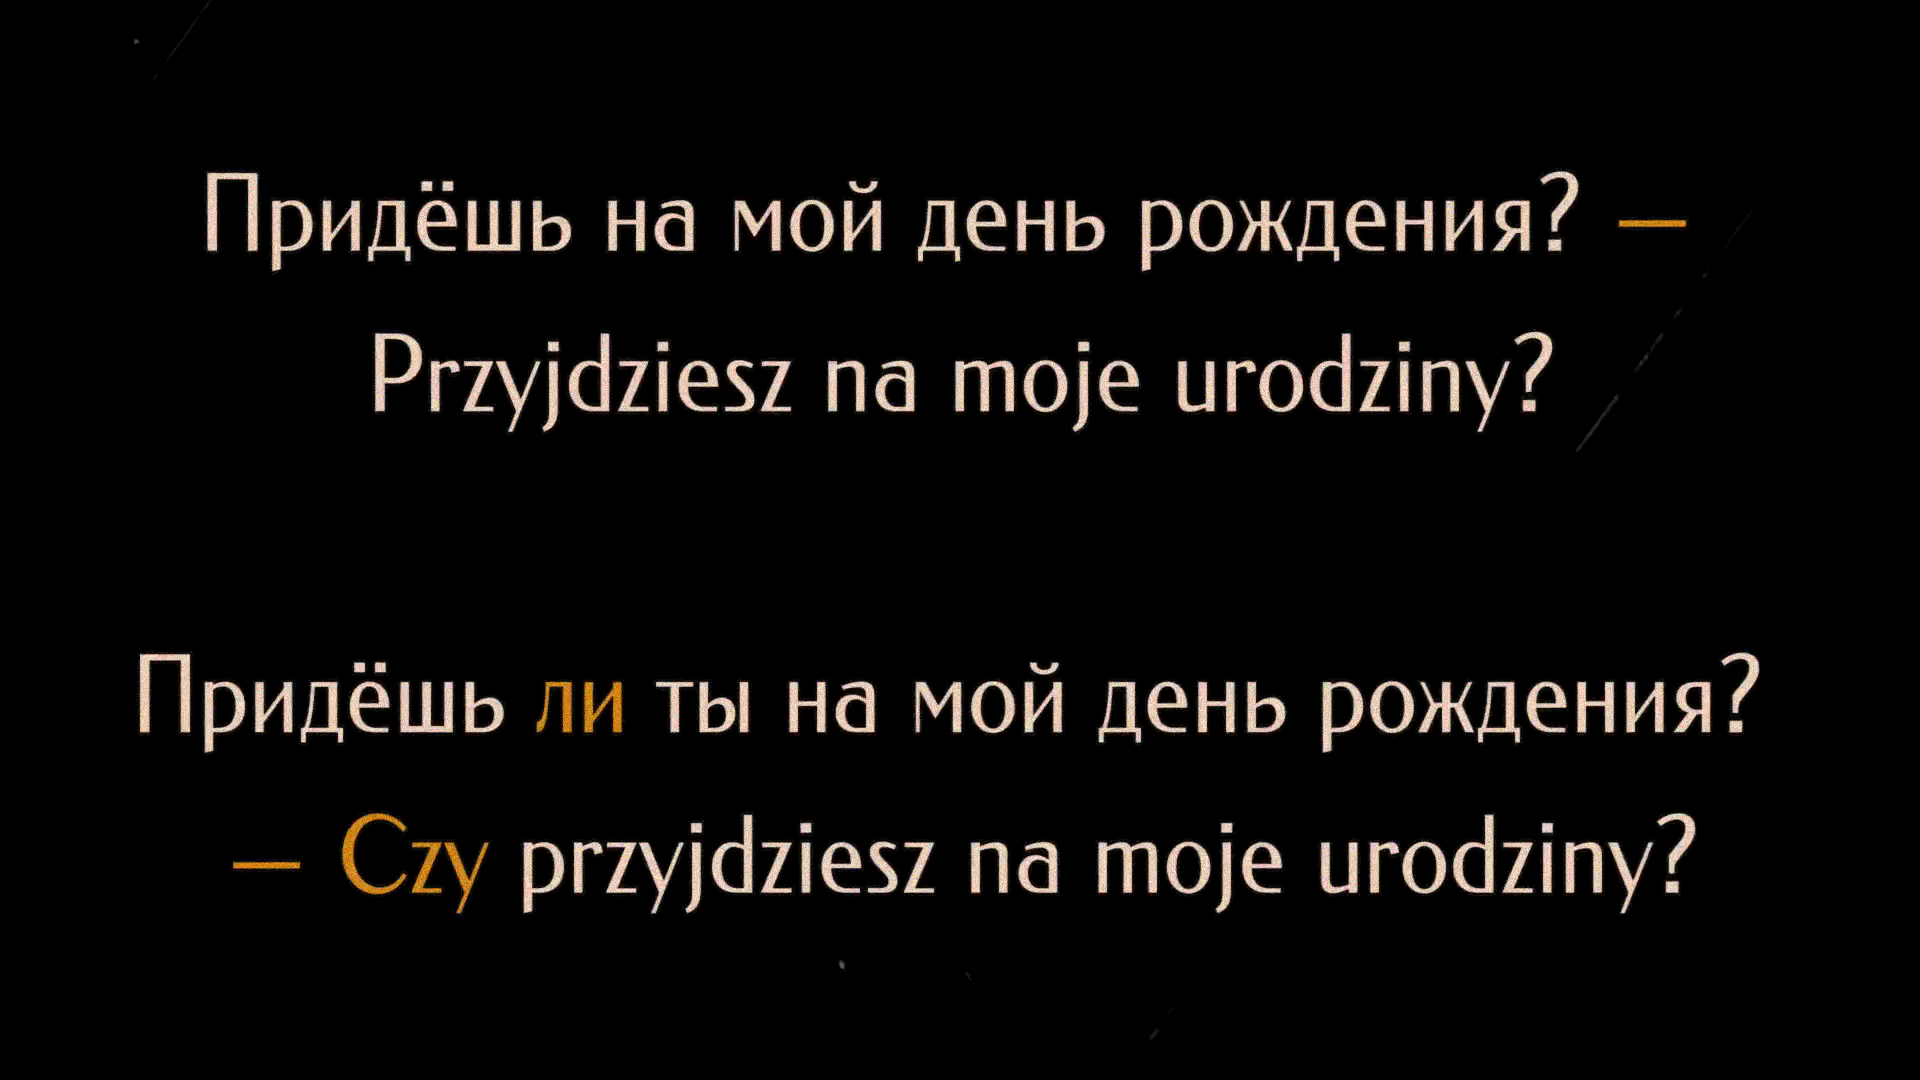 Придёшь на мой день рождения? —
Przyjdziesz na moje urodziny?
Придёшь ли ты на мой день рождения?
— Czy przyjdziesz na moje urodziny?